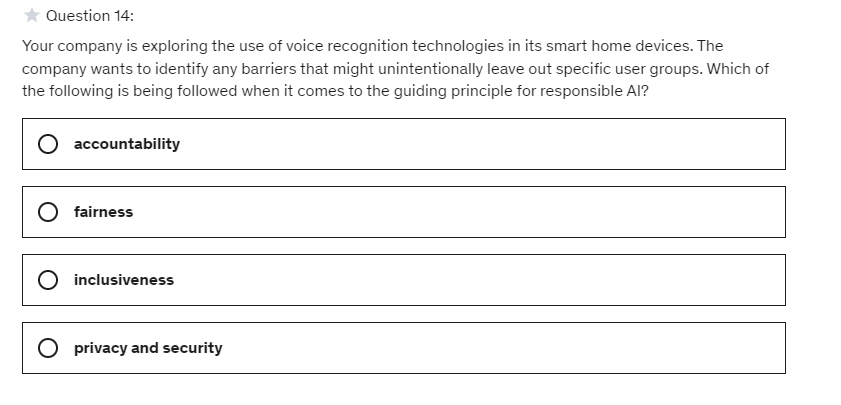 Question 14:
Your company is exploring the use of voice recognition technologies in its smart home devices. The
company wants to identify any barriers that might unintentionally leave out specific user groups. Which of
the following is being followed when it comes to the guiding principle for responsible AI?
accountability
fairness
inclusiveness
privacy and security